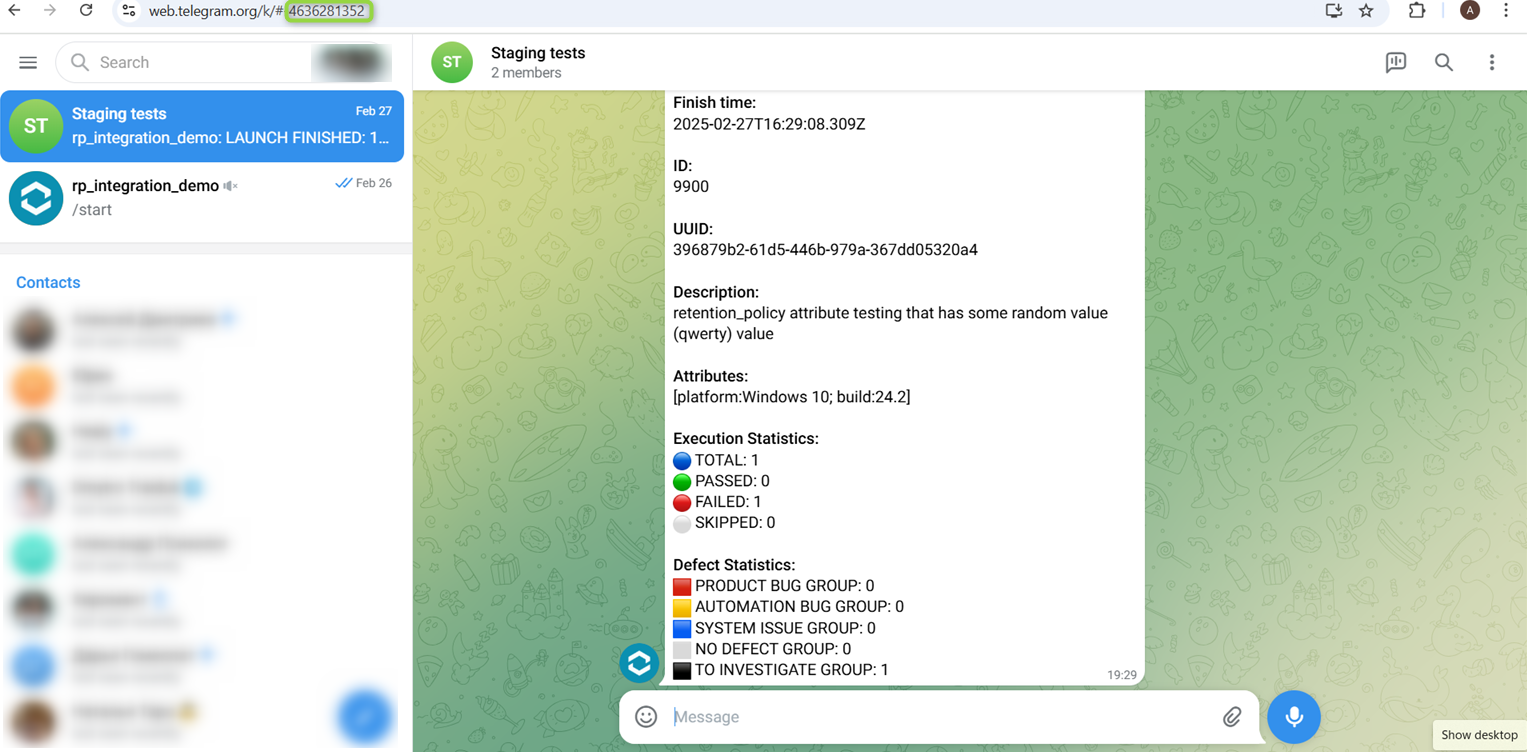 web.telegram.org/k/#4636281352
A
Search
ST
Staging tests
Feb 27
rp_integration_demo: LAUNCH FINISHED: 1...
rp_integration_demo
Feb 26
/start
Contacts
ST
Staging tests
2 members
Finish time:
2025-02-27T16:29:08.309Z
ID:
9900
UUID:
396879b2-61d5-446b-979a-367dd05320a4
Description:
retention_policy attribute testing that has some random value
(qwerty) value
Attributes:
[platform:Windows 10; build:24.2]
Execution Statistics:
TOTAL: 1
PASSED: 0
FAILED: 1
SKIPPED: 0
Defect Statistics:
PRODUCT BUG GROUP: 0
AUTOMATION BUG GROUP: 0
SYSTEM ISSUE GROUP: 0
NO DEFECT GROUP: 0
TO INVESTIGATE GROUP: 1
19:29
Message
Show desktop